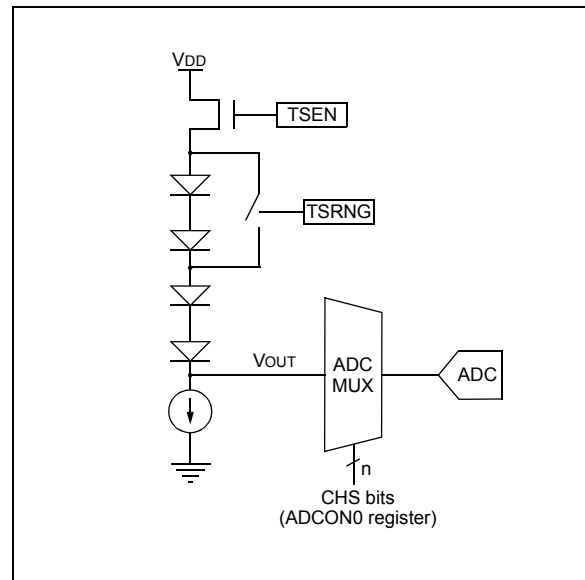 VDD
TSEN
TSRNG
VOUT
ADC
MUX
ADC
n
CHS bits
(ADCON0 register)